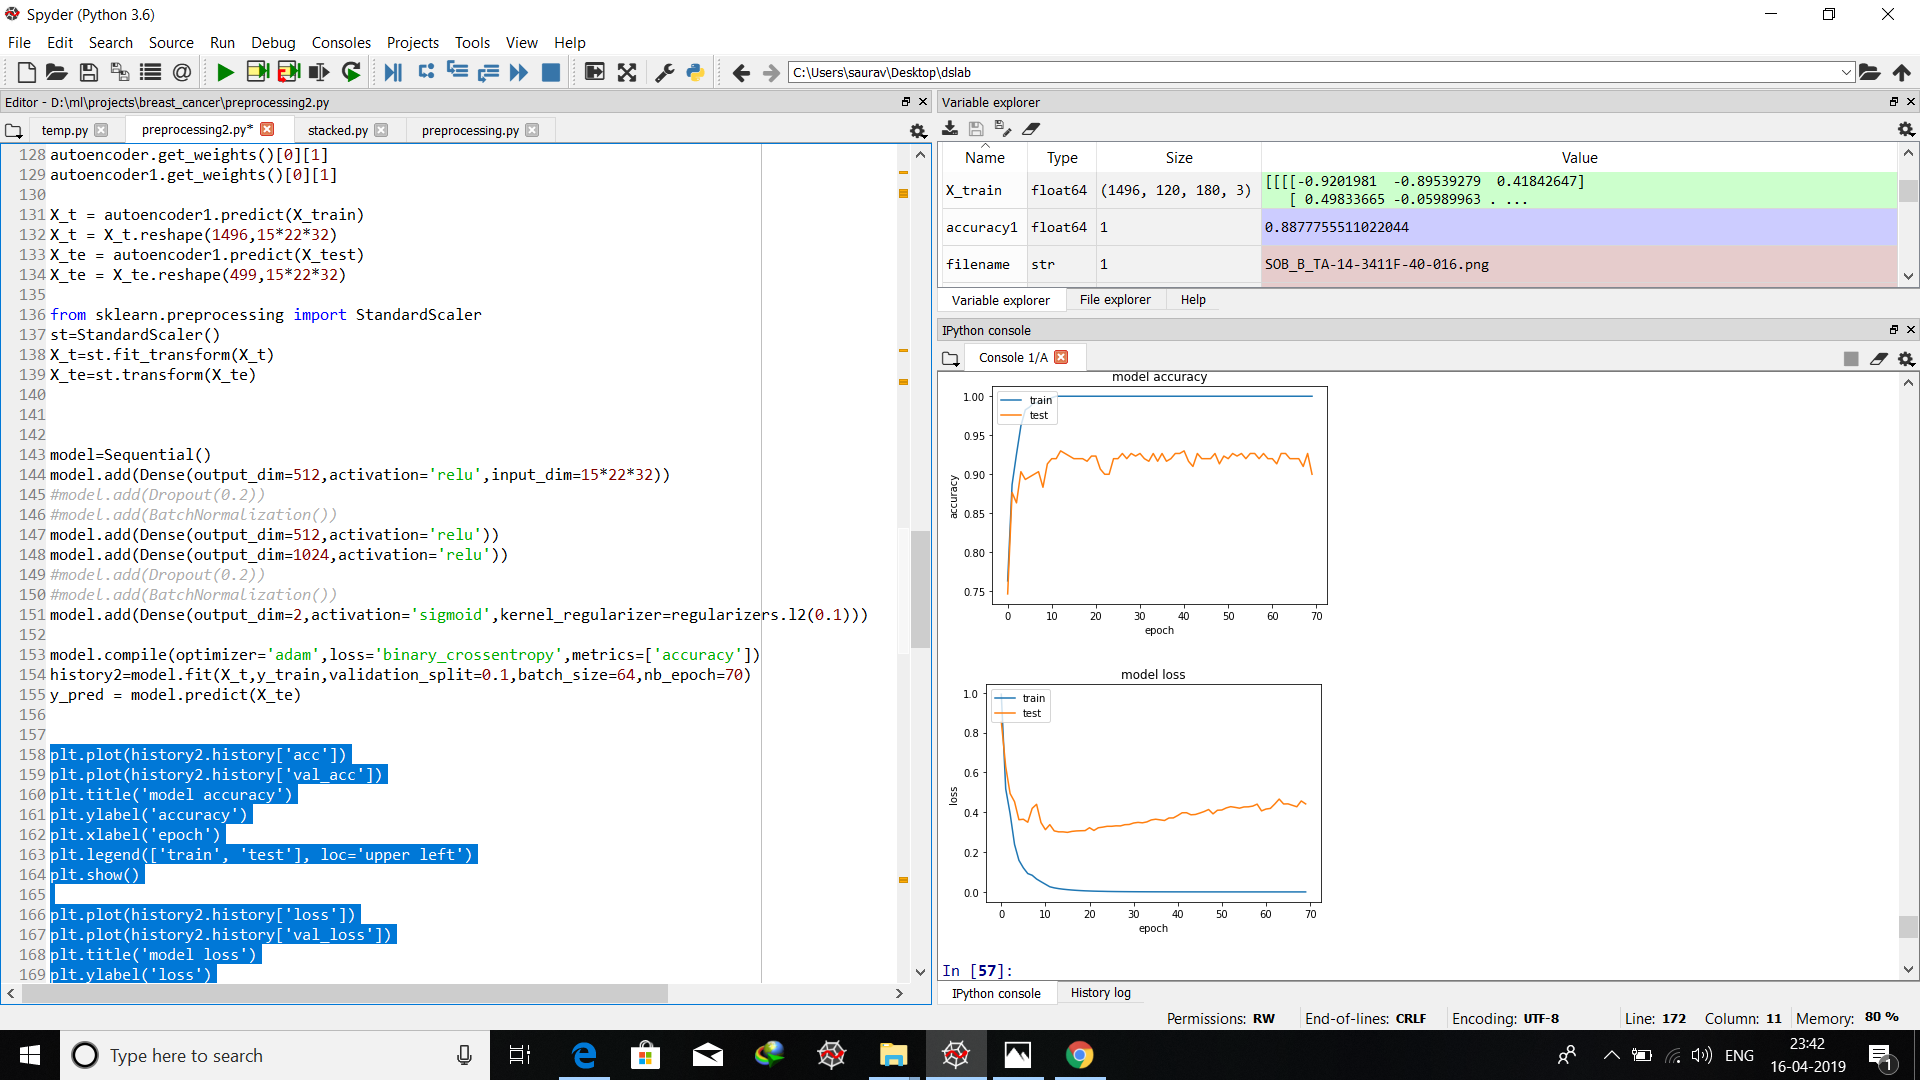 Spyder (Python 3.6)
File Edit Search Source Run Debug Consoles Projects Tools View Help
C:\Users\saurav\Desktop\dslab
Editor - D:\ml\projects\breast_cancer\preprocessing2.py
temp.py preprocessing2.py* stacked.py preprocessing.py
128 autoencoder.get_weights()[0][1]
129 autoencoder1.get_weights()[0][1]
130
131 X_t = autoencoder1.predict(X_train)
132 X_t = X_t.reshape(1496,15*22*32)
133 X_te = autoencoder1.predict(X_test)
134 X_te = X_te.reshape(499,15*22*32)
135
136 from sklearn.preprocessing import StandardScaler
137 st=StandardScaler()
138 X_t=st.fit_transform(X_t)
139 X_te=st.transform(X_te)
140
141
142
143 model=Sequential()
144 model.add(Dense(output_dim=512,activation='relu',input_dim=15*22*32))
145 #model.add(Dropout(0.2))
146 #model.add(BatchNormalization())
147 model.add(Dense(output_dim=512,activation='relu'))
148 model.add(Dense(output_dim=1024,activation='relu'))
149 #model.add(Dropout(0.2))
150 #model.add(BatchNormalization())
151 model.add(Dense(output_dim=2,activation='sigmoid',kernel_regularizer=regularizers.l2(0.1)))
152
153 model.compile(optimizer='adam',loss='binary_crossentropy',metrics=['accuracy'])
154 history2=model.fit(X_t,y_train,validation_split=0.1,batch_size=64,nb_epoch=70)
155 y_pred = model.predict(X_te)
156
157
158 plt.plot(history2.history['acc'])
159 plt.plot(history2.history['val_acc'])
160 plt.title('model accuracy')
161 plt.ylabel('accuracy')
162 plt.xlabel('epoch')
163 plt.legend(['train', 'test'], loc='upper left')
164 plt.show()
165
166 plt.plot(history2.history['loss'])
167 plt.plot(history2.history['val_loss'])
168 plt.title('model loss')
169 plt.ylabel('loss')
Variable explorer
Name Type Size Value
X_train float64 (1496, 120, 180, 3) [[[[-0.9201981 -0.89539279 0.41842647]
[ 0.49833665 -0.05989963 . ...
accuracy1 float64 1 0.8877755511022044
filename str 1 SOB_B_TA-14-3411F-40-016.png
Variable explorer File explorer Help
IPython console
Console 1/A
model accuracy
train
test
1.00
0.95
0.90
0.85
0.80
0.75
accuracy
0 10 20 30 40 50 60 70
epoch
model loss
train
test
1.0
0.8
0.6
0.4
0.2
0.0
loss
0 10 20 30 40 50 60 70
epoch
In [57]:
IPython console History log
Permissions: RW End-of-lines: CRLF Encoding: UTF-8 Line: 172 Column: 11 Memory: 80 %
Type here to search
ENG
23:42
16-04-2019
1